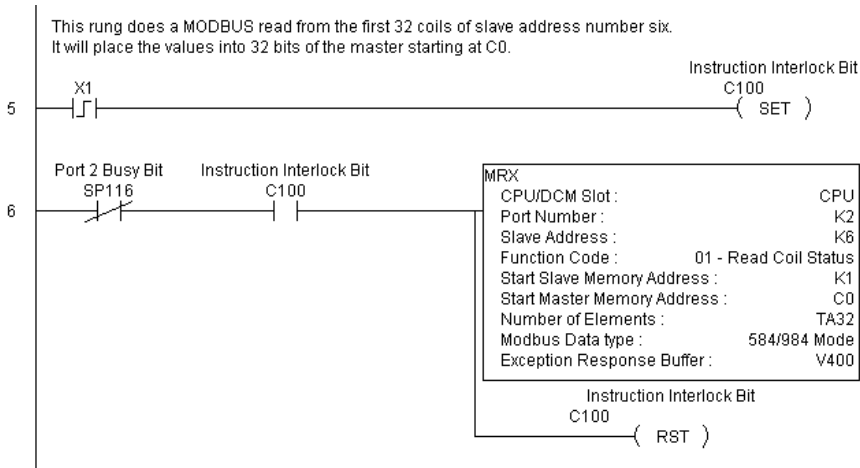 This rung does a MODBUS read from the first 32 coils of slave address number six.
It will place the values into 32 bits of the master starting at C0.
Instruction Interlock Bit
X1
C100
5
( SET )
Port 2 Busy Bit
Instruction Interlock Bit
SP116
C100
6
MRX
CPU/DCM Slot : CPU
Port Number : K2
Slave Address : K6
Function Code : 01 - Read Coil Status
Start Slave Memory Address : K1
Start Master Memory Address : C0
Number of Elements : TA32
Modbus Data type : 584/984 Mode
Exception Response Buffer : V400
Instruction Interlock Bit
C100
( RST )